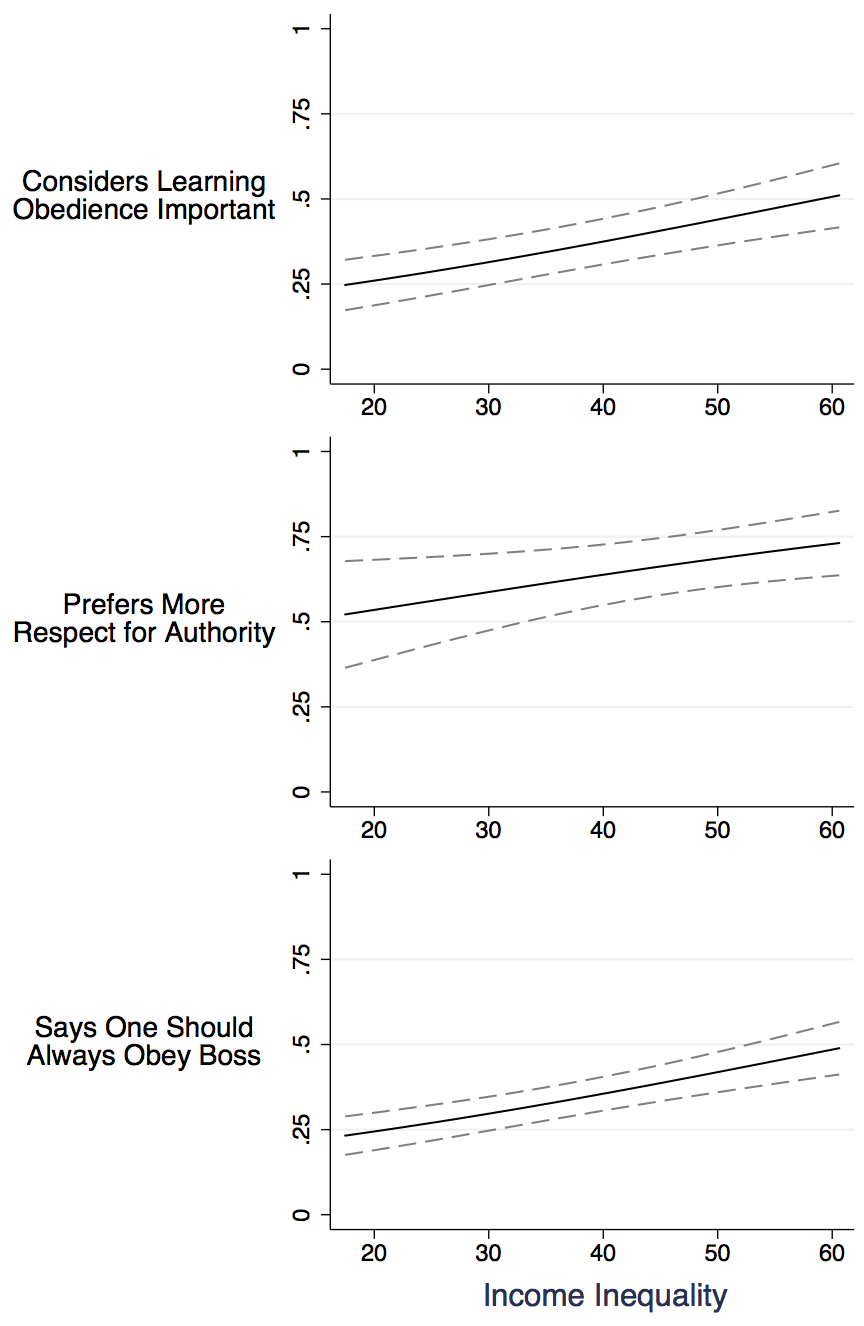 1
.75
Considers Learning
Obedience Important
.5
.25
0
20 30 40 50 60
1
.75
Prefers More
Respect for Authority
.5
.25
0
20 30 40 50 60
1
.75
Says One Should
Always Obey Boss
.5
.25
0
20 30 40 50 60
Income Inequality